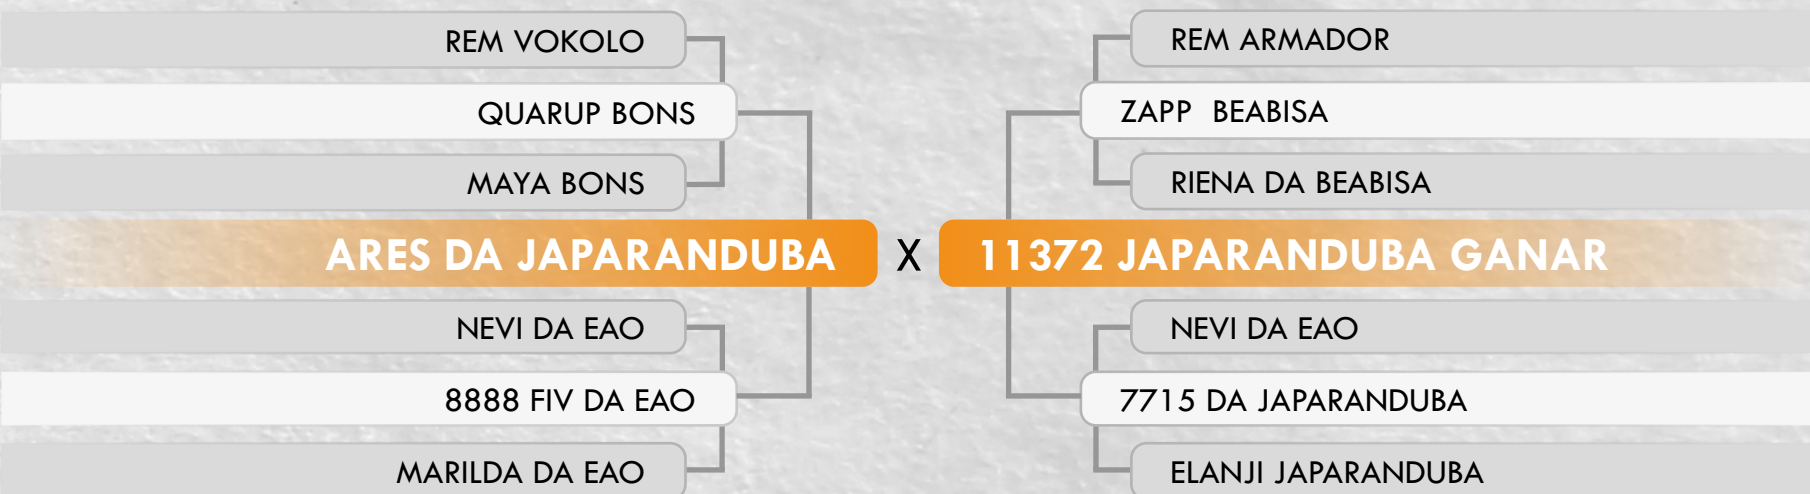 REM VOKOLO
QUARUP BONS
MAYA BONS
ARES DA JAPARANDUBA
NEVI DA EAO
8888 FIV DA EAO
MARILDA DA EAO
X
REM ARMADOR
ZAPP BEABISA
RIENA DA BEABISA
11372 JAPARANDUBA GANAR
NEVI DA EAO
7715 DA JAPARANDUBA
ELANJI JAPARANDUBA